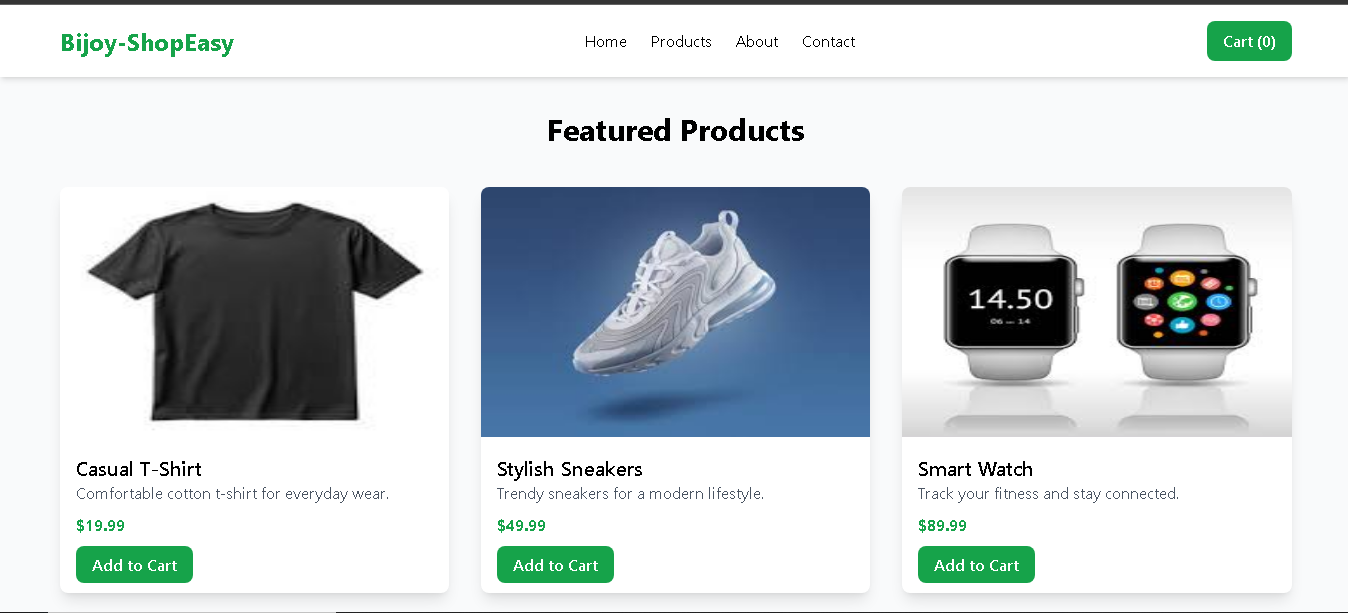 Bijoy-ShopEasy
Home Products About Contact
Cart (0)
Featured Products
14.50
06 — 14
Casual T-Shirt
Comfortable cotton t-shirt for everyday wear.
$19.99
Add to Cart
Stylish Sneakers
Trendy sneakers for a modern lifestyle.
$49.99
Add to Cart
Smart Watch
Track your fitness and stay connected.
$89.99
Add to Cart